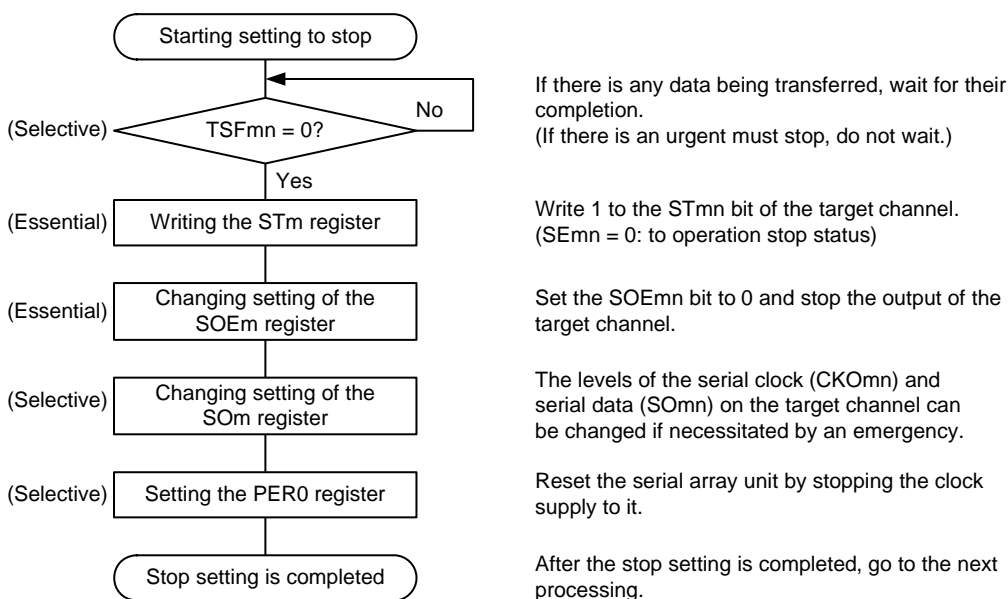 Starting setting to stop
If there is any data being transferred, wait for their
completion.
(If there is an urgent must stop, do not wait.)
(Selective)
TSFmn = 0?
No
Yes
(Essential)
Writing the STm register
Write 1 to the STmn bit of the target channel.
(SEmn = 0: to operation stop status)
(Essential)
Changing setting of the
SOEm register
Set the SOEmn bit to 0 and stop the output of the
target channel.
(Selective)
Changing setting of the
SOm register
The levels of the serial clock (CKOmn) and
serial data (SOmn) on the target channel can
be changed if necessitated by an emergency.
(Selective)
Setting the PER0 register
Reset the serial array unit by stopping the clock
supply to it.
Stop setting is completed
After the stop setting is completed, go to the next
processing.